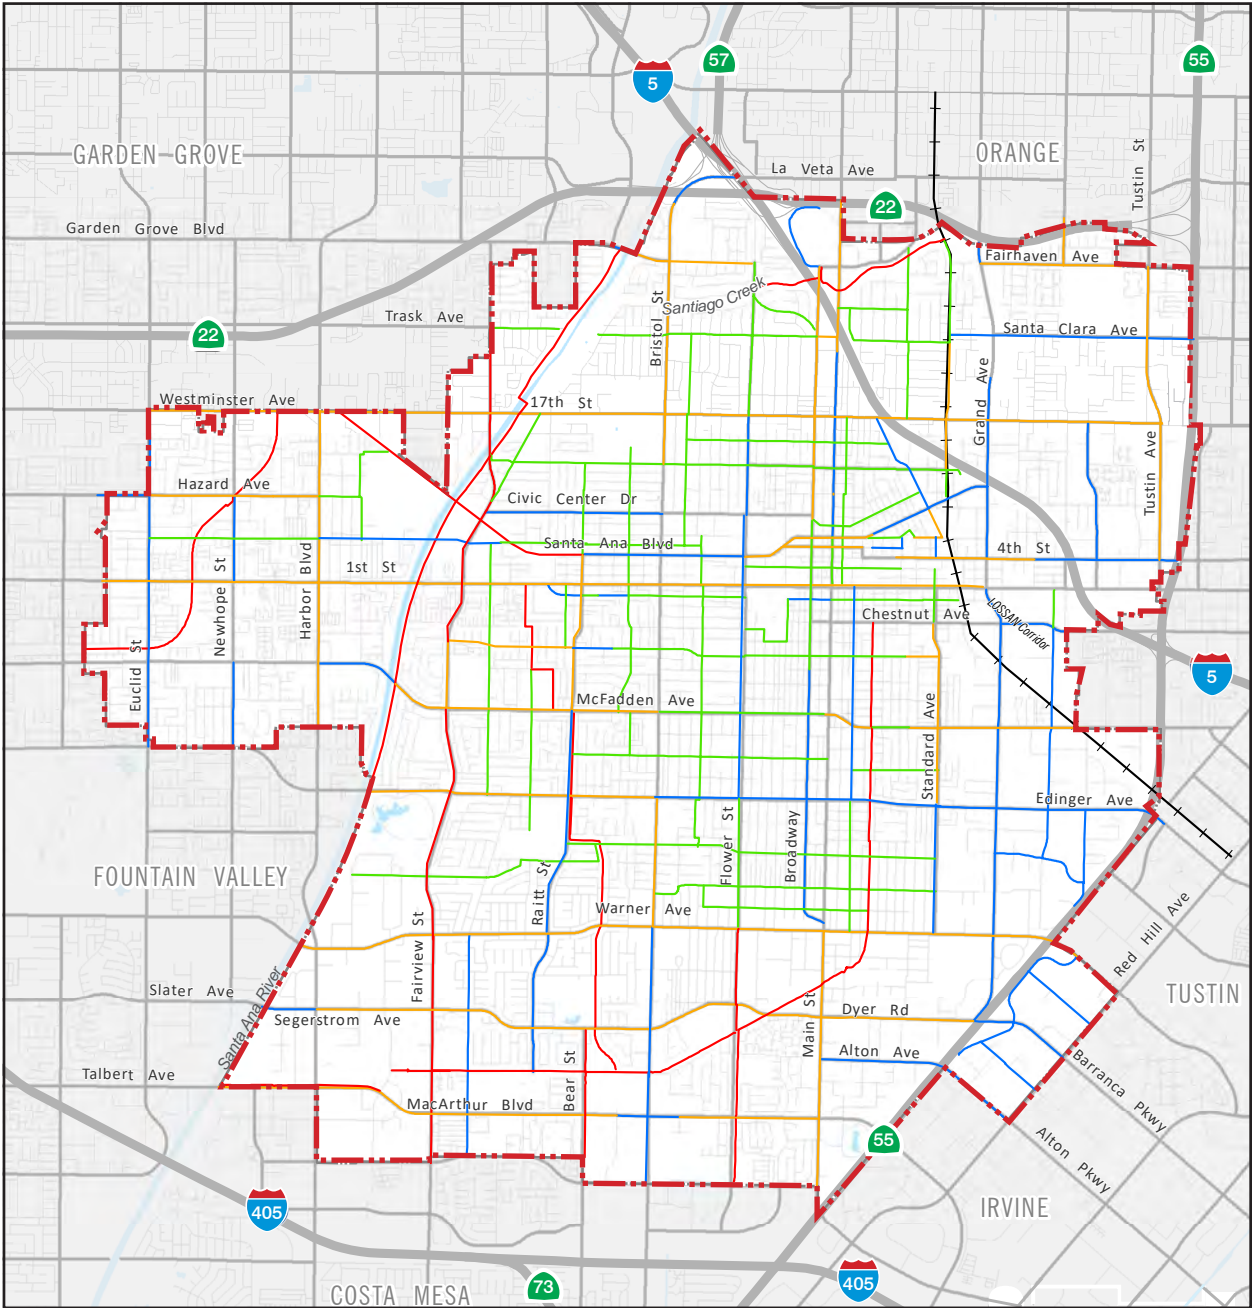 57
55
5
GARDEN GROVE
ORANGE
La Veta Ave
Tustin St
22
Garden Grove Blvd
Fairhaven Ave
Santiago Creek
Bristol St
Trask Ave
22
Santa Clara Ave
Grand Ave
Westminster Ave
17th St
Tustin Ave
Hazard Ave
Civic Center Dr
Santa Ana Blvd
4th St
Harbor Blvd
1st St
Newhope St
Chestnut Ave
LOSSAN Corridor
Euclid St
5
McFadden Ave
Standard Ave
Edinger Ave
Flower St
Broadway
FOUNTAIN VALLEY
Raitt St
Warner Ave
Fairview St
Red Hill Ave
Slater Ave
TUSTIN
Santa Ana River
Segerstrom Ave
Main St
Dyer Rd
Alton Ave
Talbert Ave
Bear St
Barranca Pkwy
MacArthur Blvd
55
Alton Pkwy
405
IRVINE
405
73
COSTA MESA